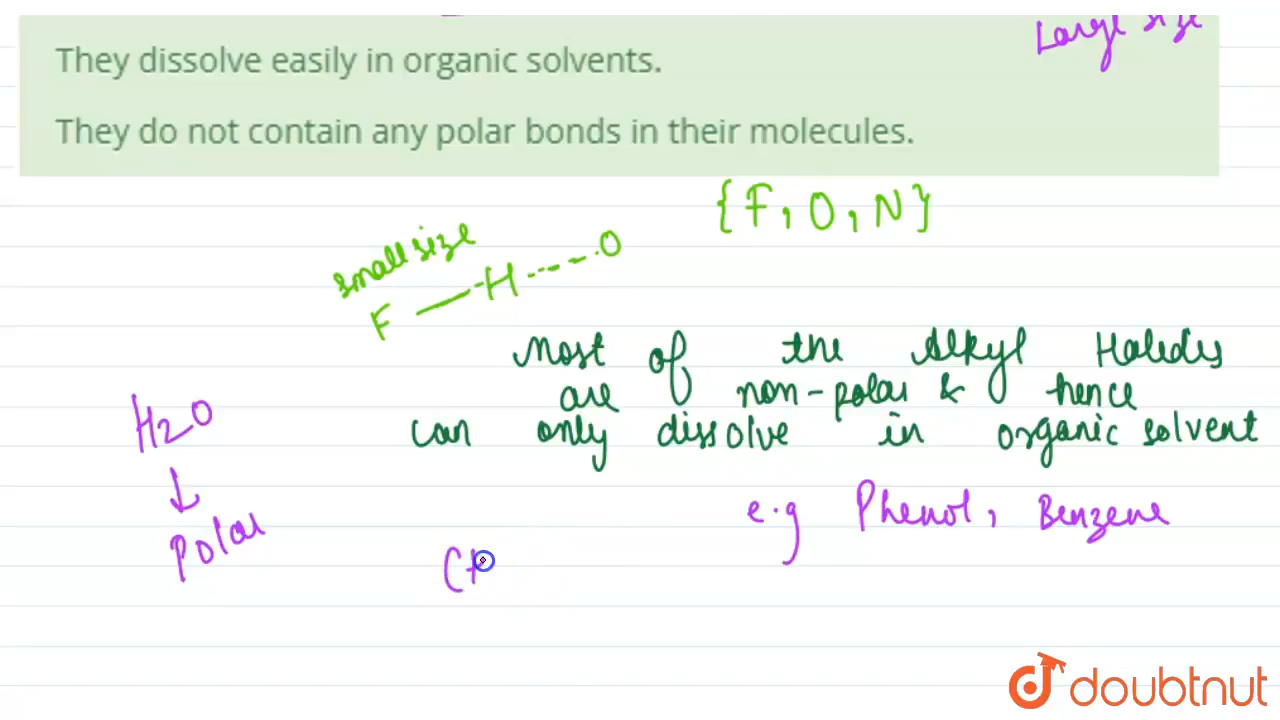 Large size
They dissolve easily in organic solvents.
They do not contain any polar bonds in their molecules.
{F, O, N}
small size
F — H ----- O
Most of the Alkyl Halides
are non-polar & hence
can only dissolve in organic solvent
H2O
↓
Polar
e.g Phenol, Benzene
(H
doubtnut